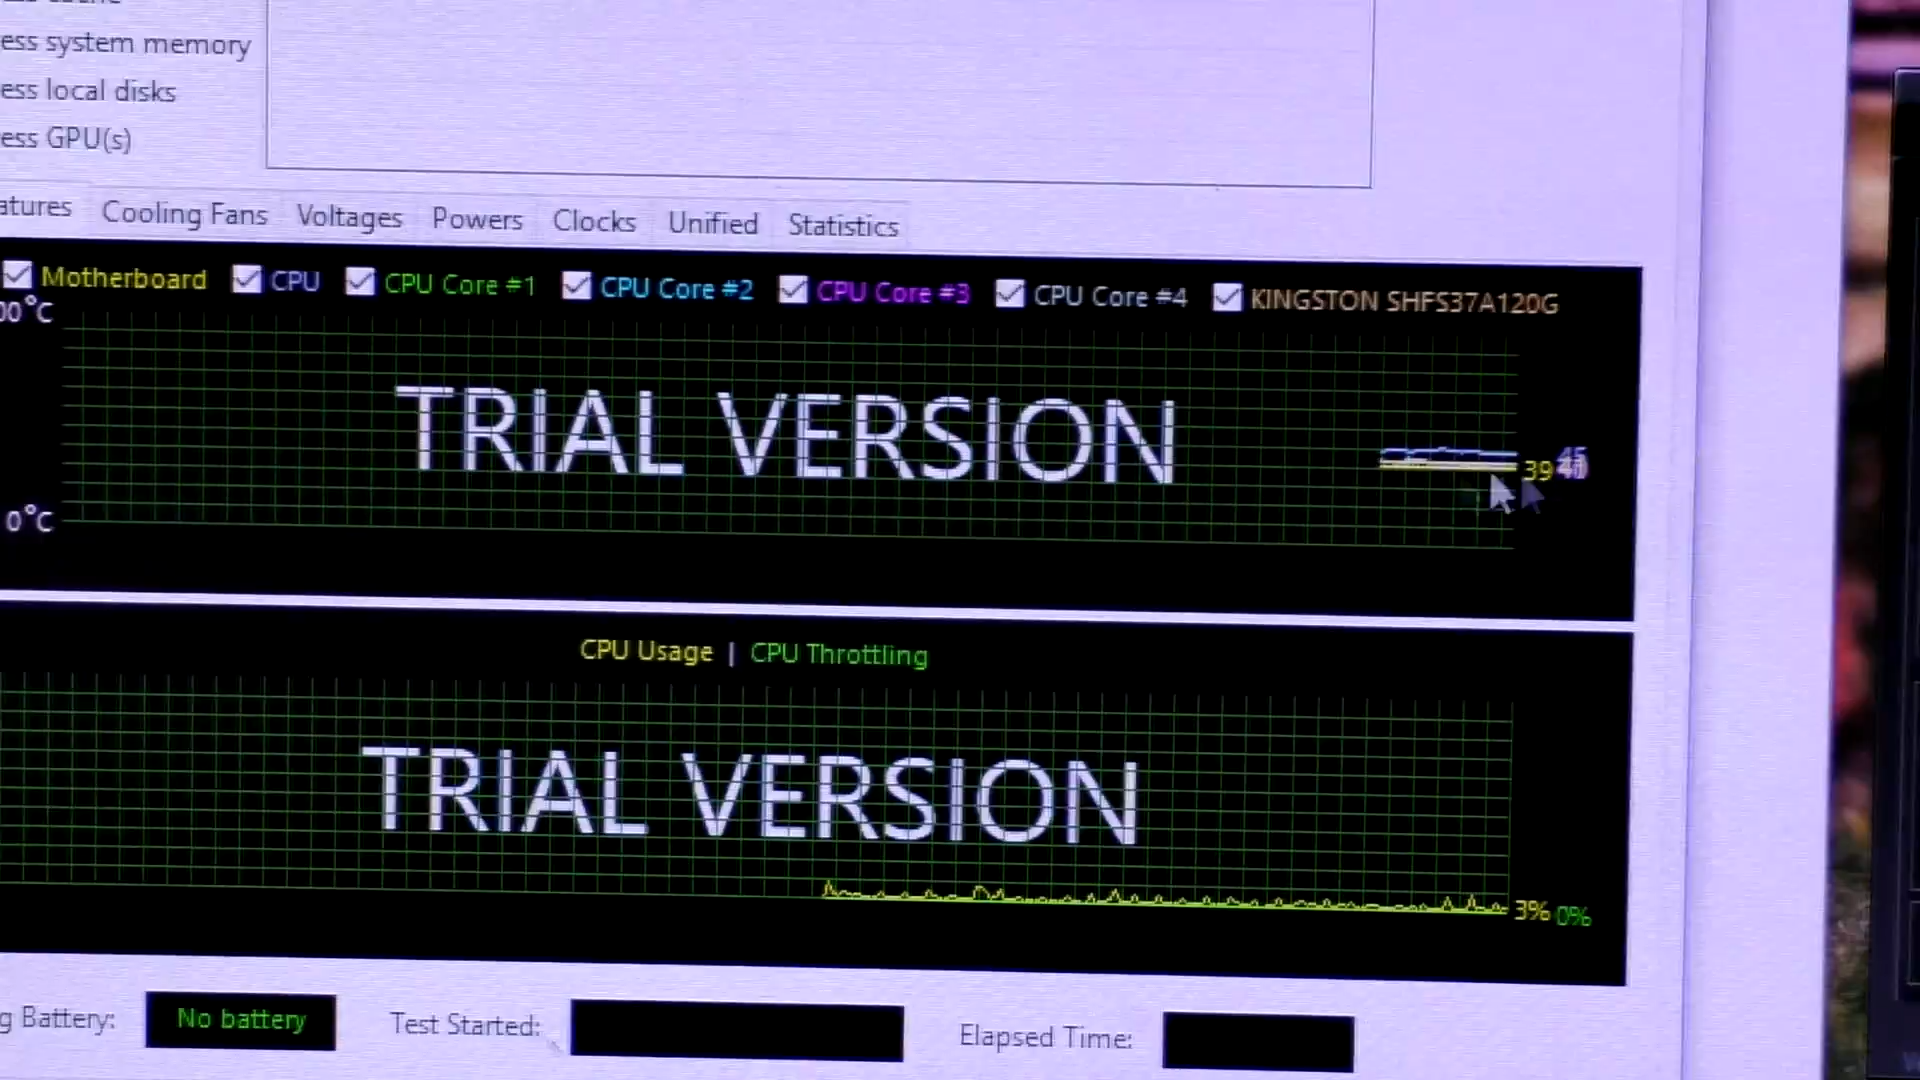 ess system memory
ess local disks
ess GPU(s)
atures Cooling Fans Voltages Powers Clocks Unified Statistics
Motherboard CPU CPU Core #1 CPU Core #2 CPU Core #3 CPU Core #4 KINGSTON SHFS37A120G
00°C
TRIAL VERSION
39
0°C
CPU Usage | CPU Throttling
TRIAL VERSION
3% 0%
g Battery: No battery Test Started: Elapsed Time: